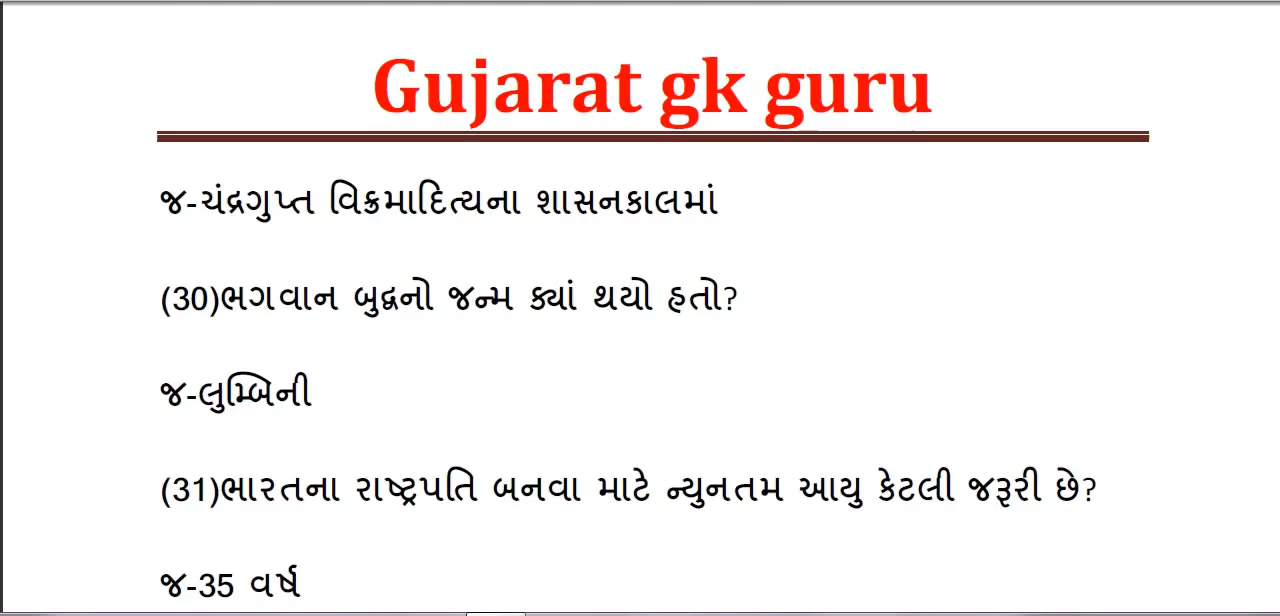 Gujarat gk guru
જ-ચંદ્રગુપ્ત વિક્રમાદિત્યના શાસનકાલમાં
(30)ભગવાન બુદ્વનો જન્મ ક્યાં થયો હતો?
જ-લુમ્બિની
(31)ભારતના રાષ્ટ્રપતિ બનવા માટે ન્યુનતમ આયુ કેટલી જરૂરી છે?
જ-35 વર્ષ